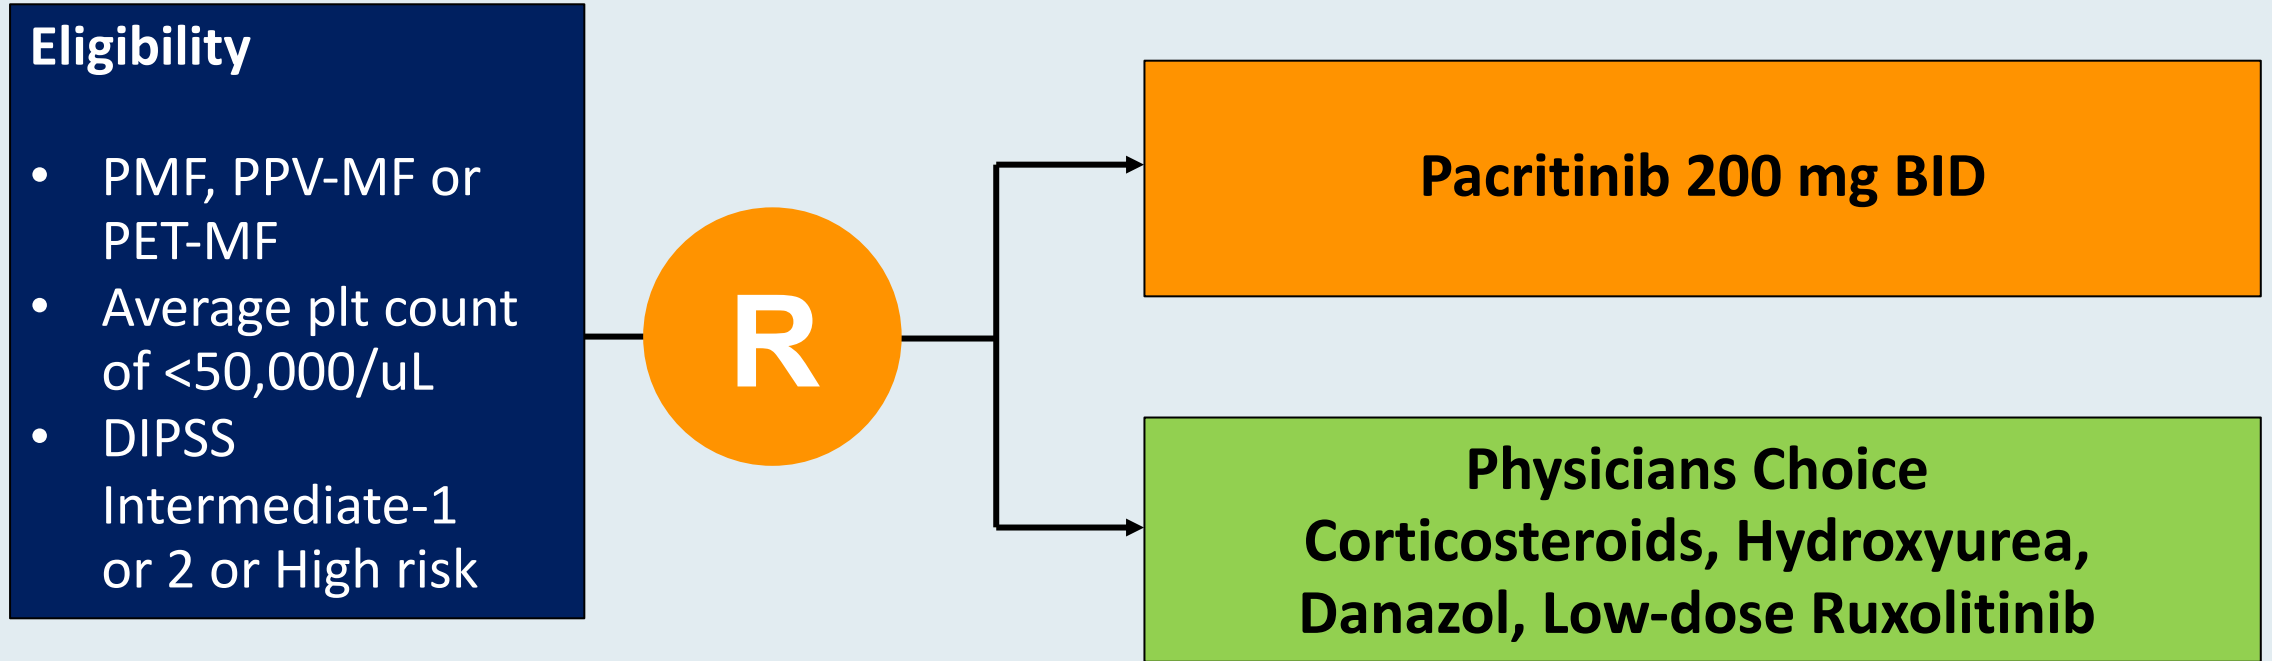 Eligibility
• PMF, PPV-MF or
PET-MF
• Average plt count
of <50,000/uL
• DIPSS
Intermediate-1
or 2 or High risk
R
Pacritinib 200 mg BID
Physicians Choice
Corticosteroids, Hydroxyurea,
Danazol, Low-dose Ruxolitinib